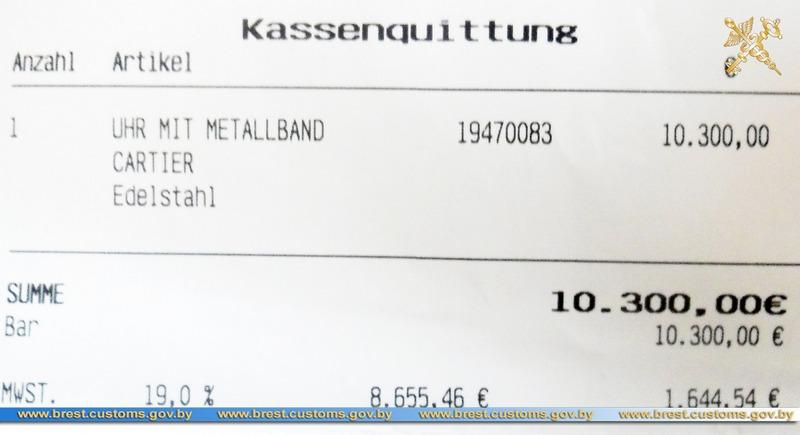 Kassenquittung
Anzahl Artikel €
1 UHR MIT METALLBAND 19470083 10.300,00
CARTIER
Edelstahl
SUMME 10.300,00€
Bar 10.300,00 €
MWST. 19,0 % 8.655,46 € 1.644,54 €
www.brest.customs.gov.by www.brest.customs.gov.by www.brest.customs.gov.by www.brest.customs.gov.by